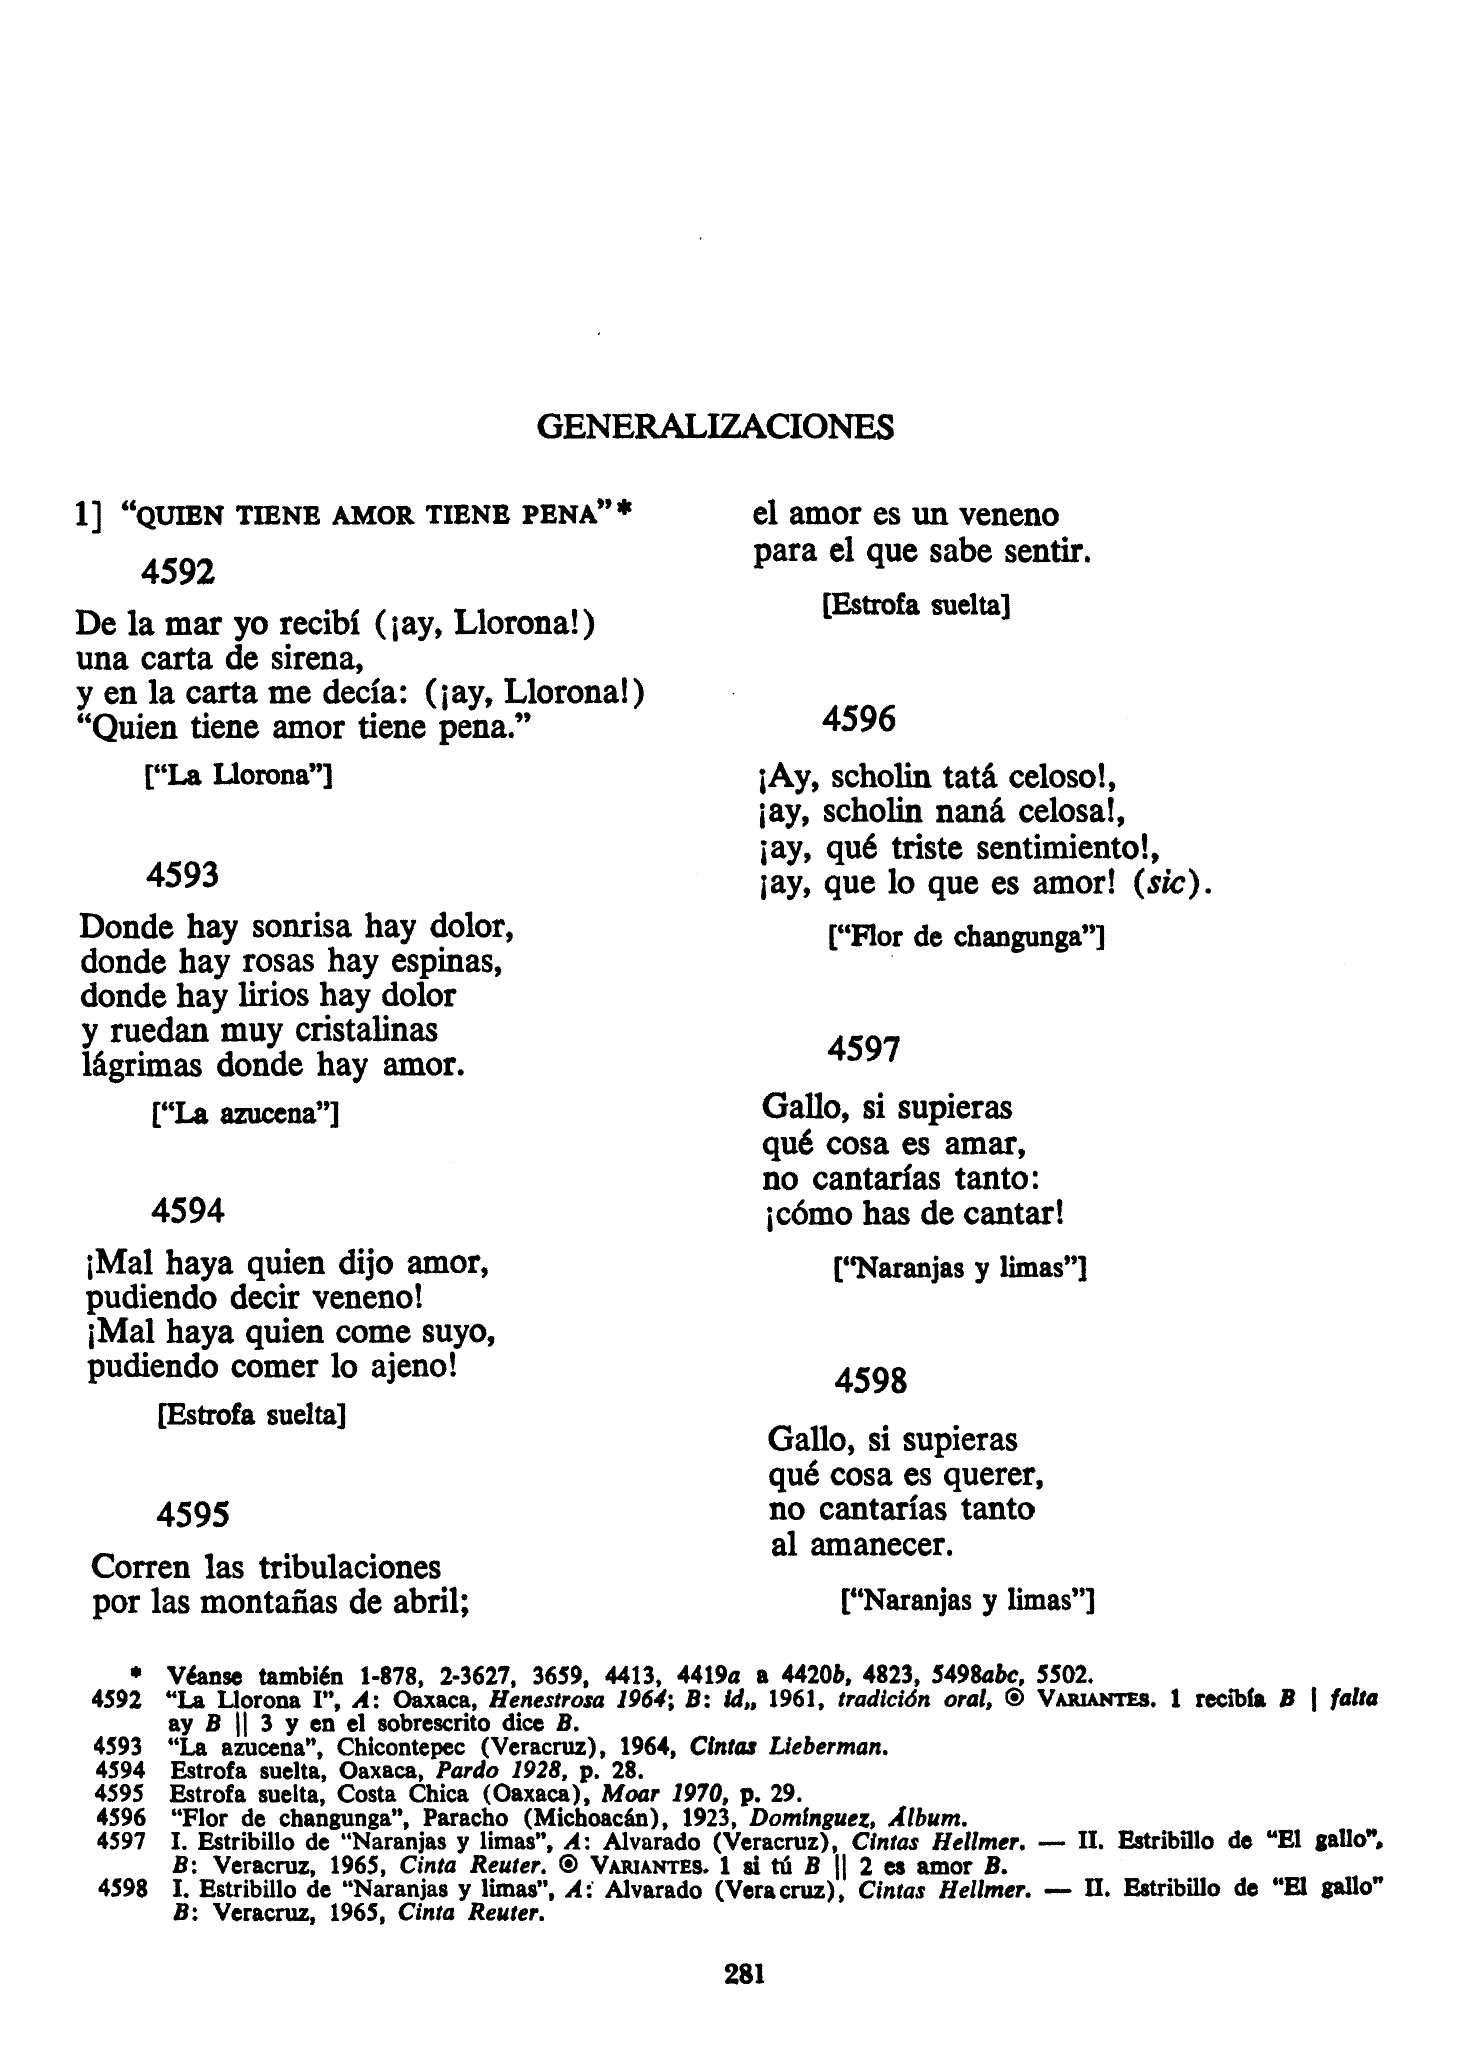 GENERALIZACIONES
1] “QUIEN TIENE AMOR TIENE PENA”*
4592
De la mar yo recibí (¡ay, Llorona!)
una carta de sirena,
y en la carta me decía: (¡ay, Llorona!)
“Quien tiene amor tiene pena.”
[“La Llorona”]
4593
Donde hay sonrisa hay dolor,
donde hay rosas hay espinas,
donde hay lirios hay dolor
y ruedan muy cristalinas
lágrimas donde hay amor.
[“La azucena”]
4594
¡Mal haya quien dijo amor,
pudiendo decir veneno!
¡Mal haya quien come suyo,
pudiendo comer lo ajeno!
[Estrofa suelta]
4595
Corren las tribulaciones
por las montañas de abril;
el amor es un veneno
para el que sabe sentir.
[Estrofa suelta]
4596
¡Ay, scholin tatá celoso!,
¡ay, scholin naná celosa!,
¡ay, qué triste sentimiento!,
¡ay, que lo que es amor! (sic).
[“Flor de changunga”]
4597
Gallo, si supieras
qué cosa es amar,
no cantarías tanto:
¡cómo has de cantar!
[“Naranjas y limas”]
4598
Gallo, si supieras
qué cosa es querer,
no cantarías tanto
al amanecer.
[“Naranjas y limas”]
* Véanse también 1-878, 2-3627, 3659, 4413, 4419a a 4420b, 4823, 5498abc, 5502.
4592 “La Llorona I”, A: Oaxaca, Henestrosa 1964; B: id,, 1961, tradición oral, ⊙ VARIANTES. 1 recibía B | falta
ay B || 3 y en el sobrescrito dice B.
4593 “La azucena”, Chicontepec (Veracruz), 1964, Cintas Lieberman.
4594 Estrofa suelta, Oaxaca, Pardo 1928, p. 28.
4595 Estrofa suelta, Costa Chica (Oaxaca), Moar 1970, p. 29.
4596 “Flor de changunga”, Paracho (Michoacán), 1923, Domínguez, Álbum.
4597 I. Estribillo de “Naranjas y limas”, A: Alvarado (Veracruz), Cintas Hellmer. — II. Estribillo de “El gallo”,
B: Veracruz, 1965, Cinta Reuter. ⊙ VARIANTES. 1 si tú B || 2 es amor B.
4598 I. Estribillo de “Naranjas y limas”, A: Alvarado (Veracruz), Cintas Hellmer. — II. Estribillo de “El gallo”
B: Veracruz, 1965, Cinta Reuter.
281